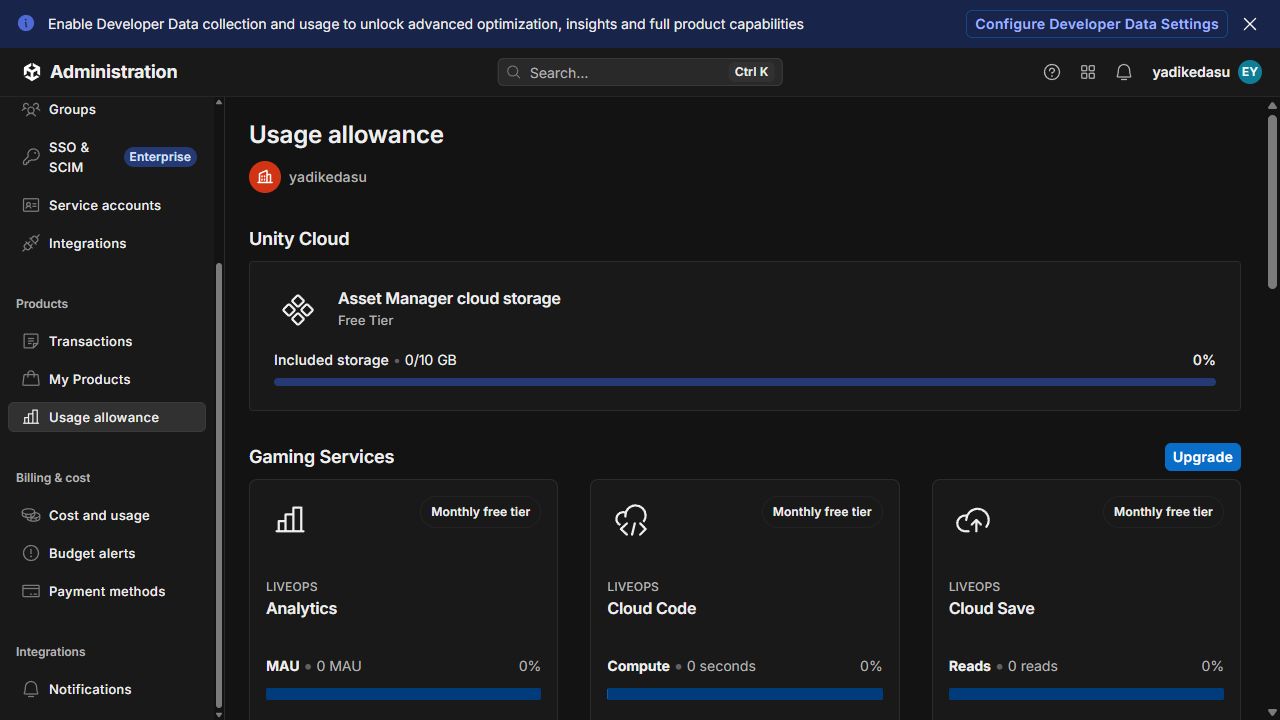 Enable Developer Data collection and usage to unlock advanced optimization, insights and full product capabilities
Configure Developer Data Settings
Administration
Search...
Ctrl K
yadikedasu
EY
Groups
SSO &
SCIM
Enterprise
Service accounts
Integrations
Products
Transactions
My Products
Usage allowance
Billing & cost
Cost and usage
Budget alerts
Payment methods
Integrations
Notifications
Usage allowance
yadikedasu
Unity Cloud
Asset Manager cloud storage
Free Tier
Included storage • 0/10 GB
0%
Gaming Services
Upgrade
Monthly free tier
LIVEOPS
Analytics
MAU • 0 MAU
0%
Monthly free tier
LIVEOPS
Cloud Code
Compute • 0 seconds
0%
Monthly free tier
LIVEOPS
Cloud Save
Reads • 0 reads
0%